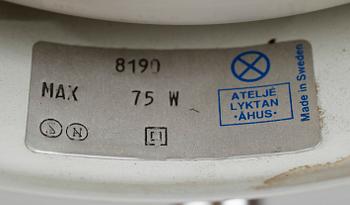 8190
MAX 75 W
S N
ATELJÉ
LYKTAN
·ÅHUS·
Made in Sweden